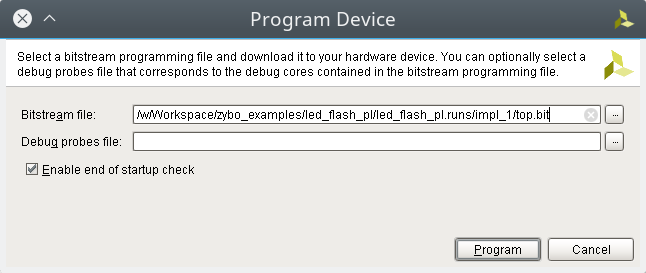 Program Device
Select a bitstream programming file and download it to your hardware device. You can optionally select a
debug probes file that corresponds to the debug cores contained in the bitstream programming file.
Bitstream file: /w/Workspace/zybo_examples/led_flash_pl/led_flash_pl.runs/impl_1/top.bit ...
Debug probes file: ...
Enable end of startup check
Program Cancel